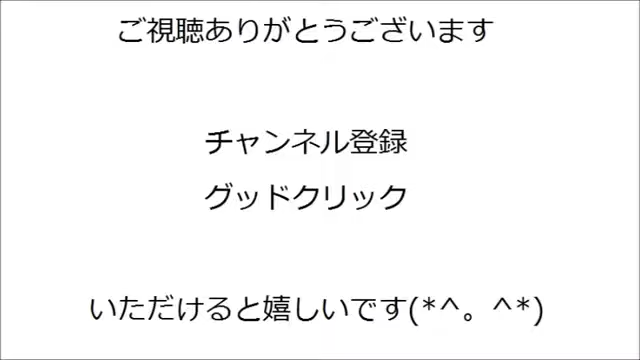 ご視聴ありがとうございます
チャンネル登録
グッドクリック
いただけると嬉しいです(*^。^*)